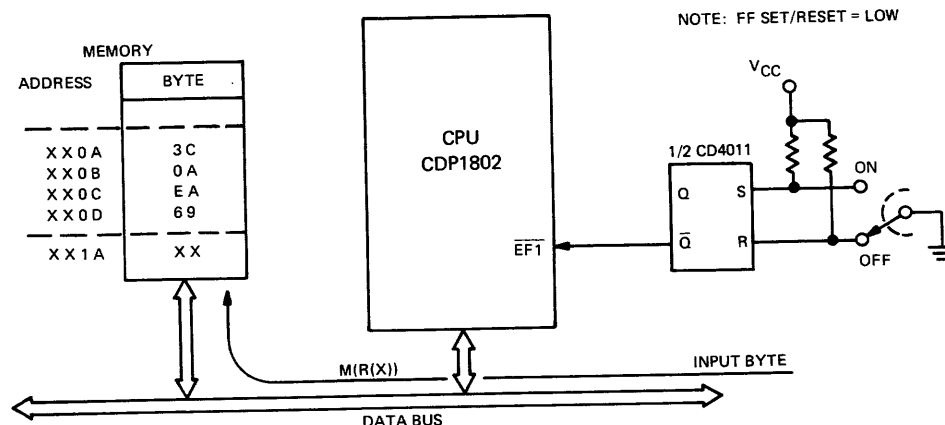 NOTE: FF SET/RESET = LOW
MEMORY
ADDRESS
BYTE
XX0A 3C
XX0B 0A
XX0C EA
XX0D 69
XX1A XX
CPU
CDP1802
EF1
VCC
1/2 CD4011
Q S
Q R
ON
OFF
M(R(X))
INPUT BYTE
DATA BUS